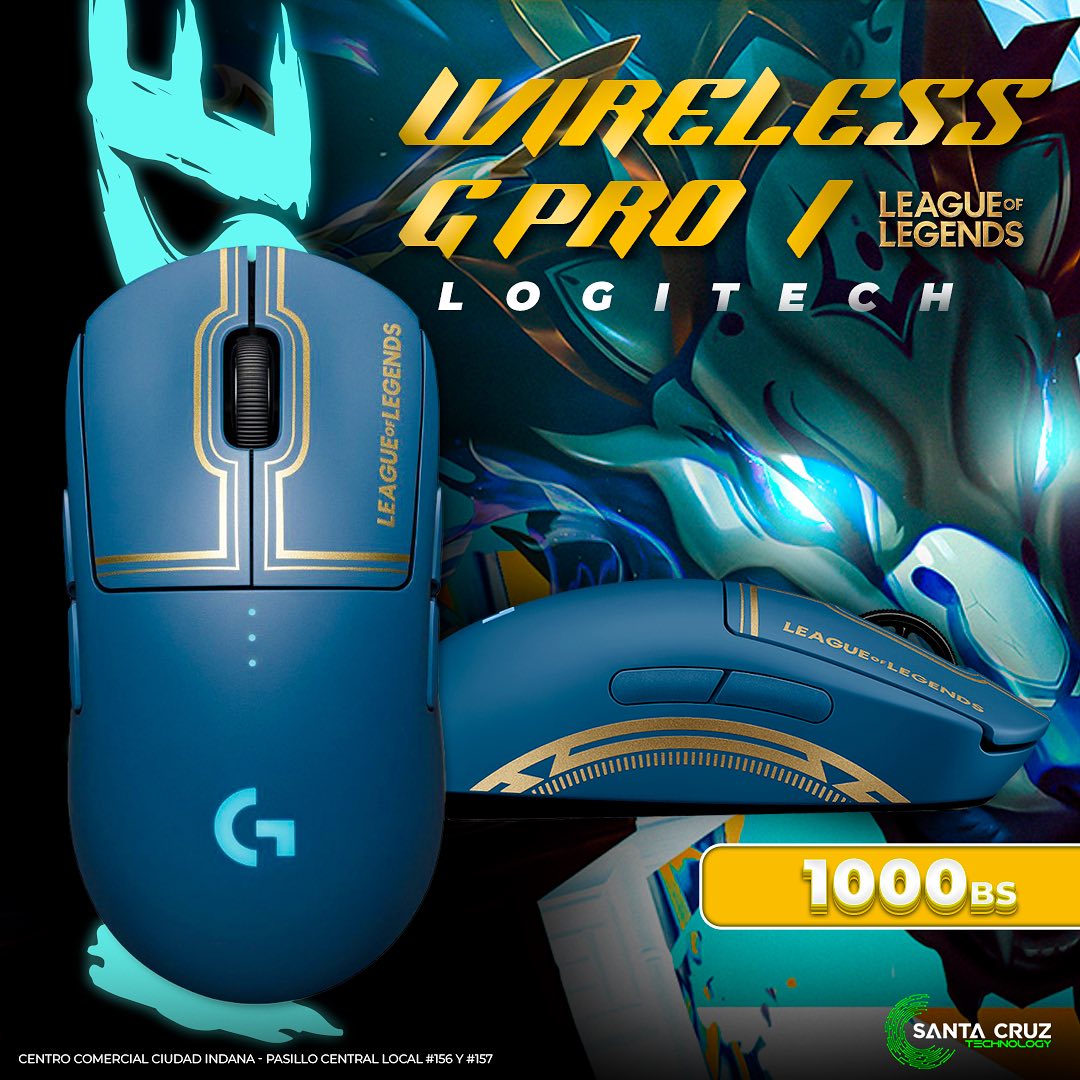 WIRELESS
G PRO 1
LEAGUE OF
LEGENDS
LOGITECH
LEAGUE OF LEGENDS
LEAGUE OF LEGENDS
1000BS
SANTA CRUZ
TECHNOLOGY
CENTRO COMERCIAL CIUDAD INDANA - PASILLO CENTRAL LOCAL #156 Y #157